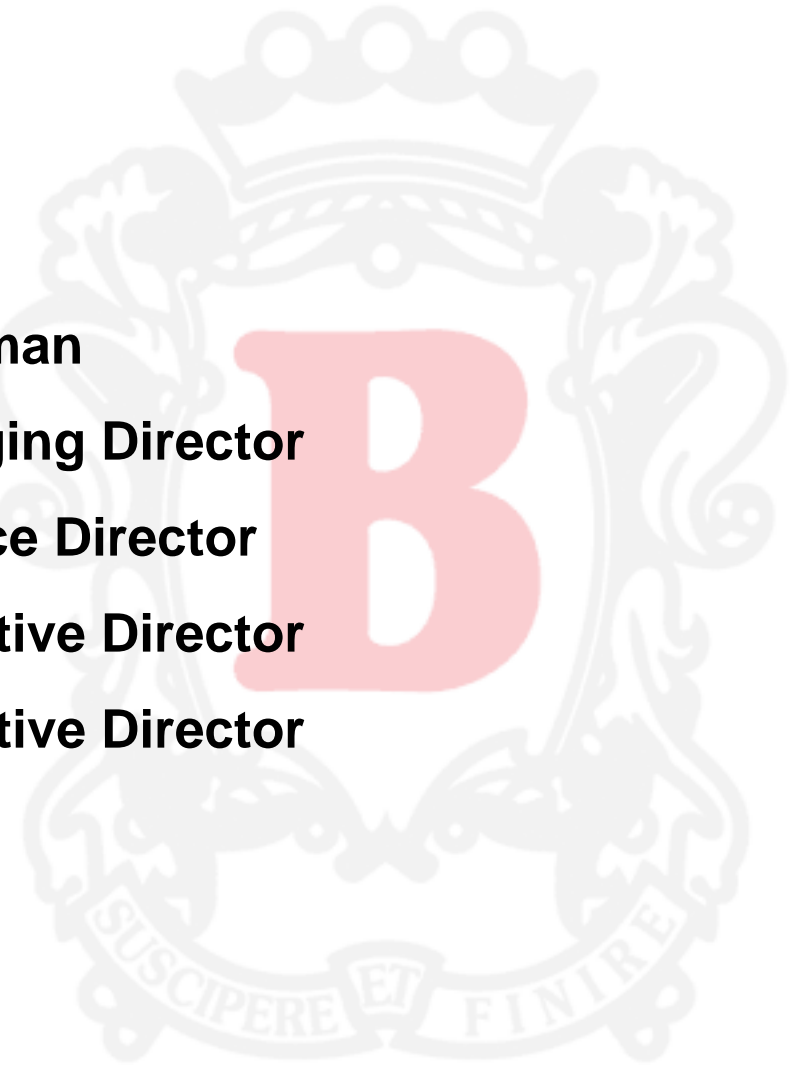 man
ging Director
ce Director
tive Director
tive Director
B
SUSCIPERE ET FINIRE